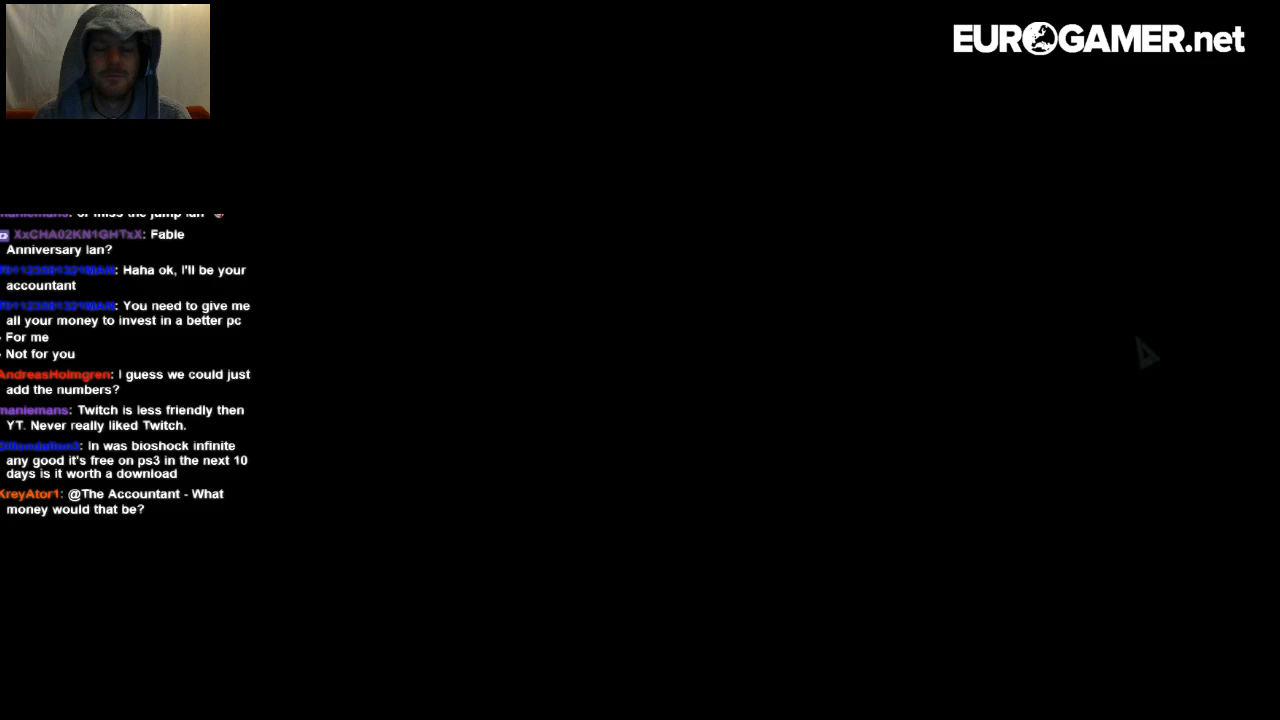 EUROGAMER.net
XxCHA02KN1GHTxX: Fable
Anniversary Ian?
Haha ok, I'll be your
accountant
You need to give me
all your money to invest in a better pc
For me
Not for you
AndreasHolmgren: I guess we could just
add the numbers?
maniemans: Twitch is less friendly then
YT. Never really liked Twitch.
In was bioshock infinite
any good it's free on ps3 in the next 10
days is it worth a download
KreyAtor1: @The Accountant - What
money would that be?